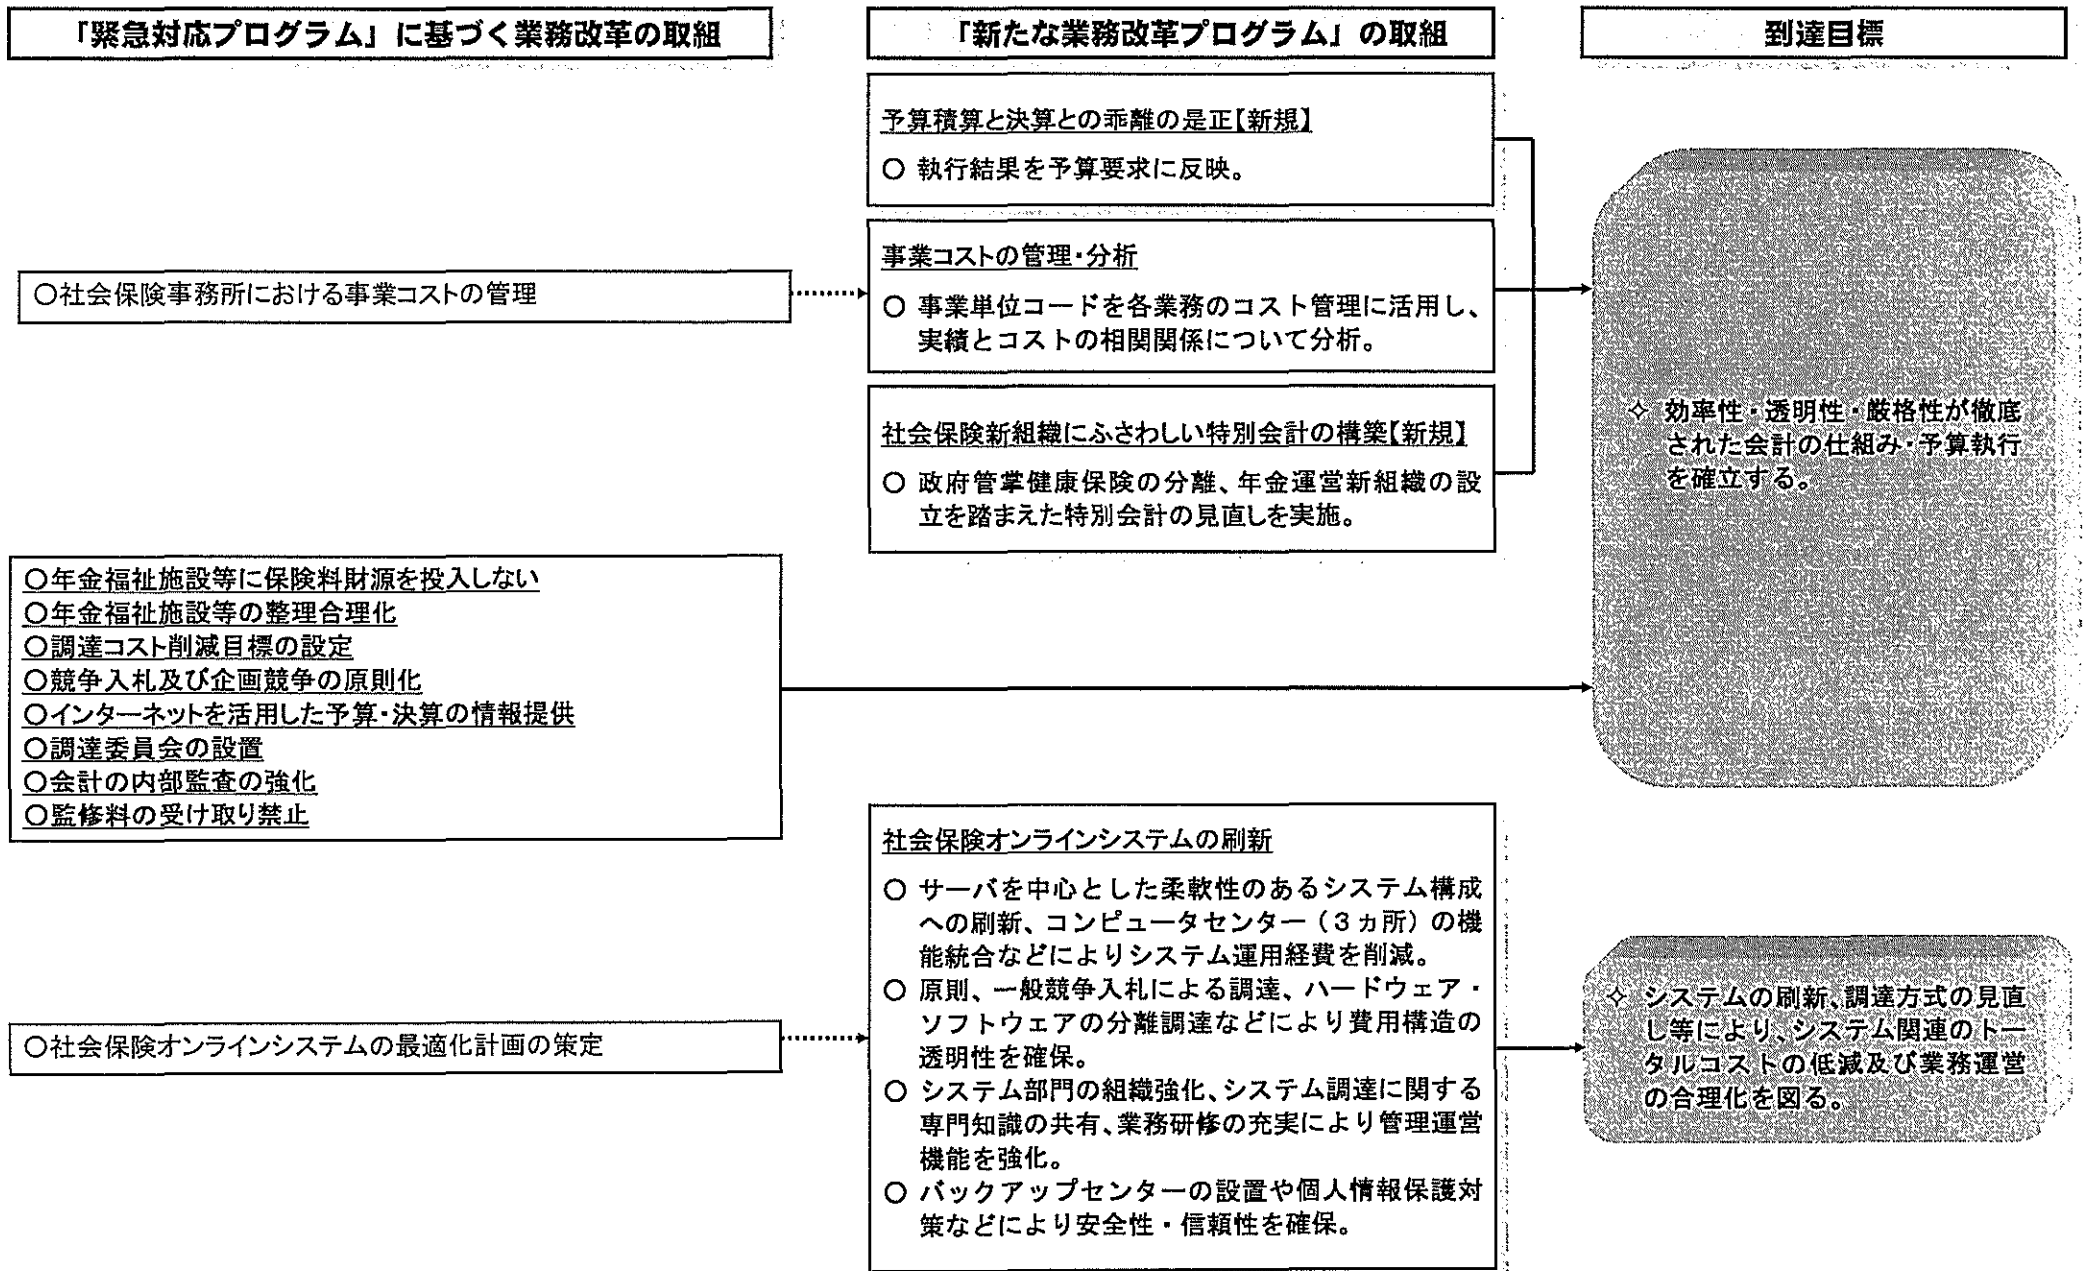 「緊急対応プログラム」に基づく業務改革の取組
「新たな業務改革プログラム」の取組
到達目標
予算積算と決算との乖離の是正【新規】
○ 執行結果を予算要求に反映。
○社会保険事務所における事業コストの管理
事業コストの管理・分析
○ 事業単位コードを各業務のコスト管理に活用し、
実績とコストの相関関係について分析。
社会保険新組織にふさわしい特別会計の構築【新規】
○ 政府管掌健康保険の分離、年金運営新組織の設
立を踏まえた特別会計の見直しを実施。
◇ 効率性・透明性・厳格性が徹底
された会計の仕組み・予算執行
を確立する。
○年金福祉施設等に保険料財源を投入しない
○年金福祉施設等の整理合理化
○調達コスト削減目標の設定
○競争入札及び企画競争の原則化
○インターネットを活用した予算・決算の情報提供
○調達委員会の設置
○会計の内部監査の強化
○監修料の受け取り禁止
○社会保険オンラインシステムの最適化計画の策定
社会保険オンラインシステムの刷新
○ サーバを中心とした柔軟性のあるシステム構成
への刷新、コンピュータセンター（３ヵ所）の機
能統合などによりシステム運用経費を削減。
○ 原則、一般競争入札による調達、ハードウェア・
ソフトウェアの分離調達などにより費用構造の
透明性を確保。
○ システム部門の組織強化、システム調達に関する
専門知識の共有、業務研修の充実により管理運営
機能を強化。
○ バックアップセンターの設置や個人情報保護対
策などにより安全性・信頼性を確保。
◇ システムの刷新、調達方式の見直
し等により、システム関連のトー
タルコストの低減及び業務運営
の合理化を図る。